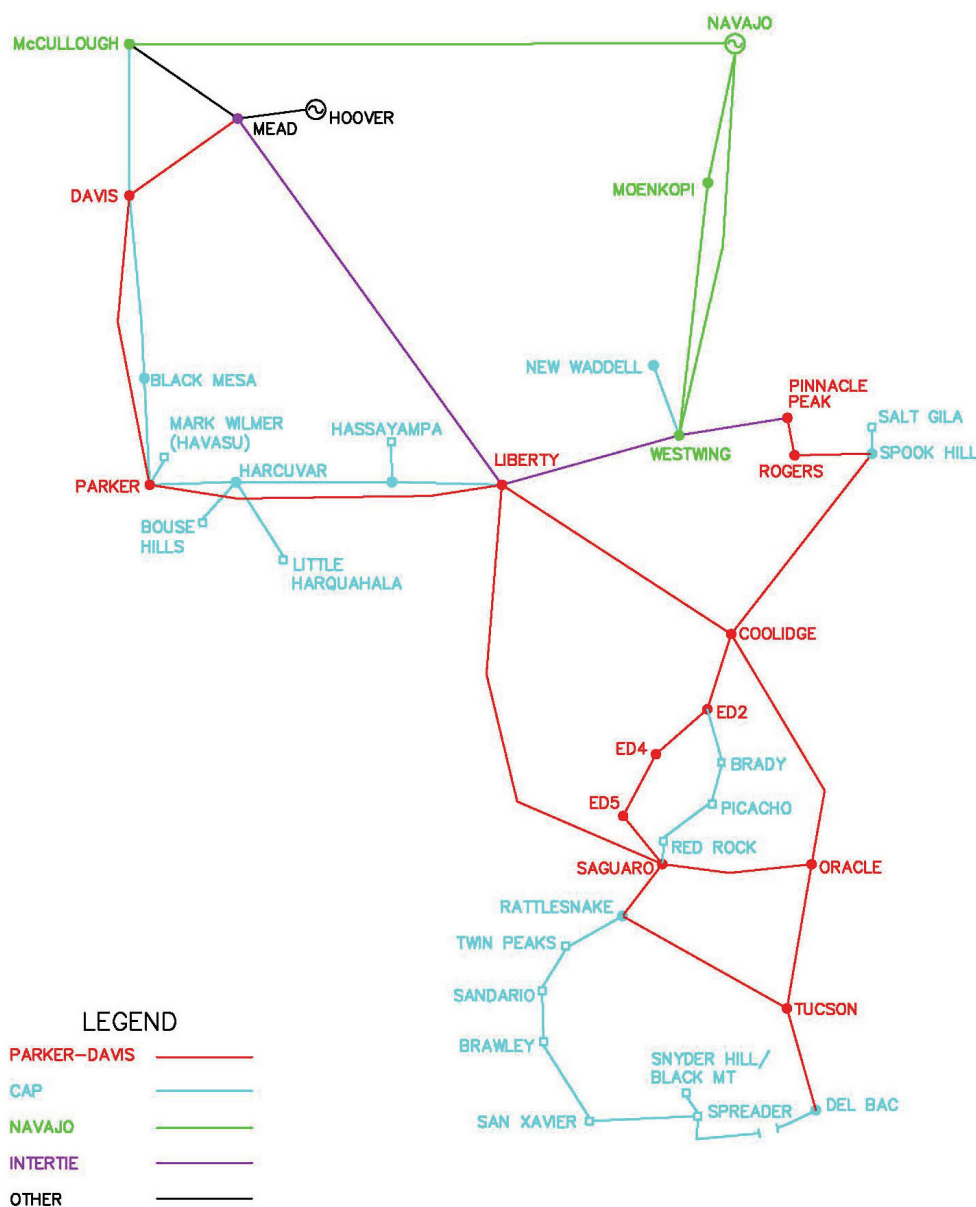 NAVAJO
McCULLOUGH
HOOVER
MEAD
MOENKOPI
DAVIS
NEW WADDELL
BLACK MESA
PINNACLE
PEAK
SALT GILA
MARK WILMER
(HAVASU)
HASSAYAMPA
LIBERTY
WESTWING
ROGERS
SPOOK HILL
PARKER
HARCUVAR
BOUSE
HILLS
LITTLE
HARQUAHALA
COOLIDGE
ED2
ED4
BRADY
ED5
PICACHO
RED ROCK
SAGUARO
ORACLE
RATTLESNAKE
TWIN PEAKS
SANDARIO
TUCSON
BRAWLEY
SNYDER HILL/
BLACK MT
SAN XAVIER
SPREADER
DEL BAC
LEGEND
PARKER-DAVIS
CAP
NAVAJO
INTERTIE
OTHER